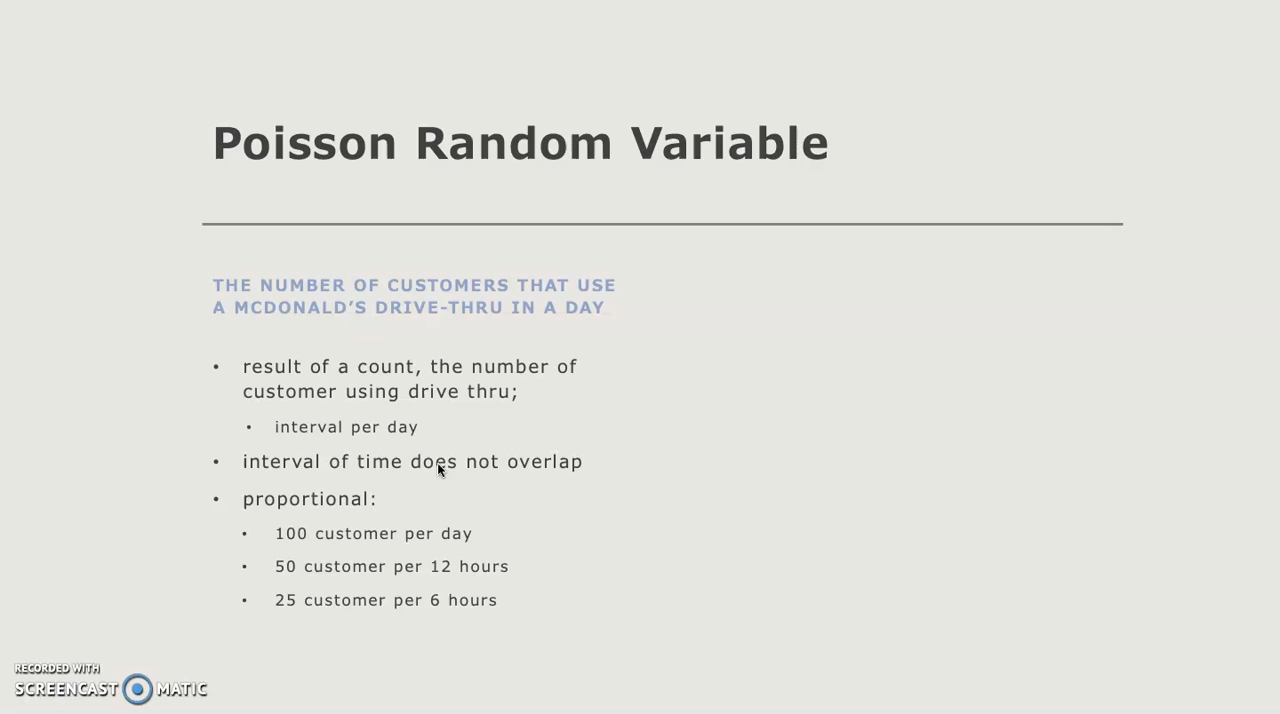 Poisson Random Variable
THE NUMBER OF CUSTOMERS THAT USE
A MCDONALD’S DRIVE-THRU IN A DAY
• result of a count, the number of
customer using drive thru;
• interval per day
• interval of time does not overlap
• proportional:
• 100 customer per day
• 50 customer per 12 hours
• 25 customer per 6 hours
RECORDED WITH
SCREENCAST MATIC